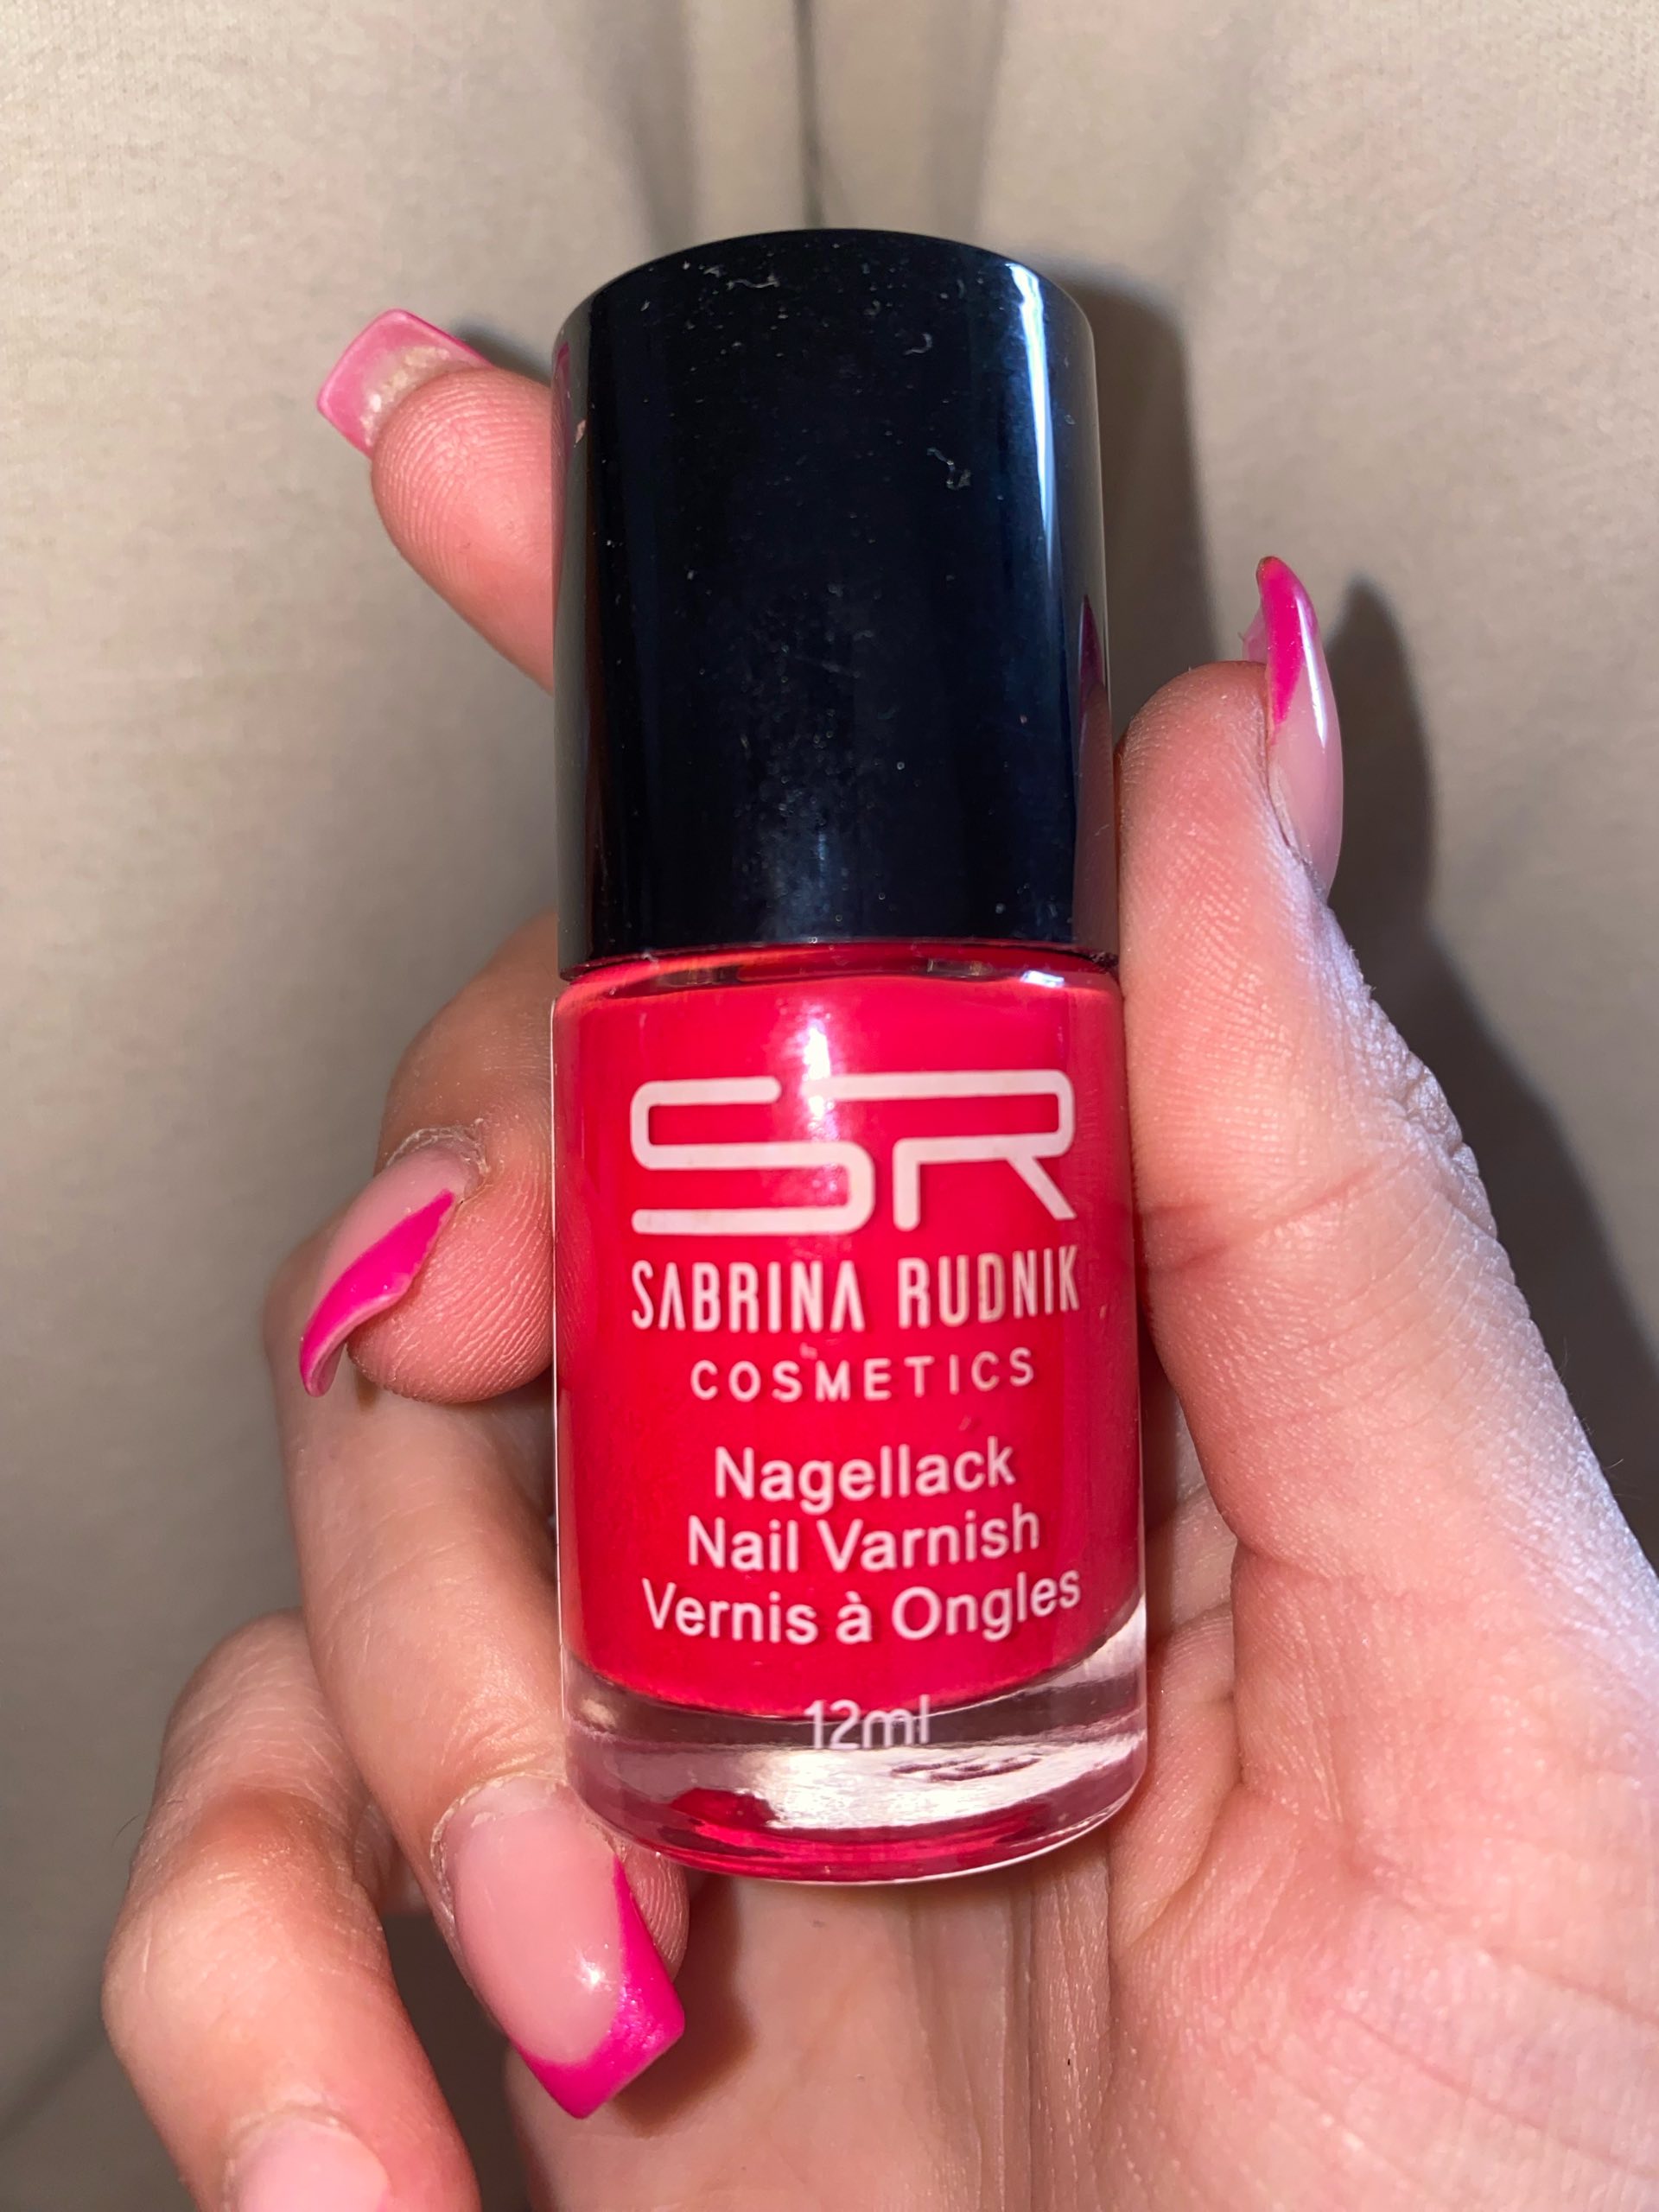 SR
SABRINA RUDNIK
COSMETICS
Nagellack
Nail Varnish
Vernis à Ongles
12ml